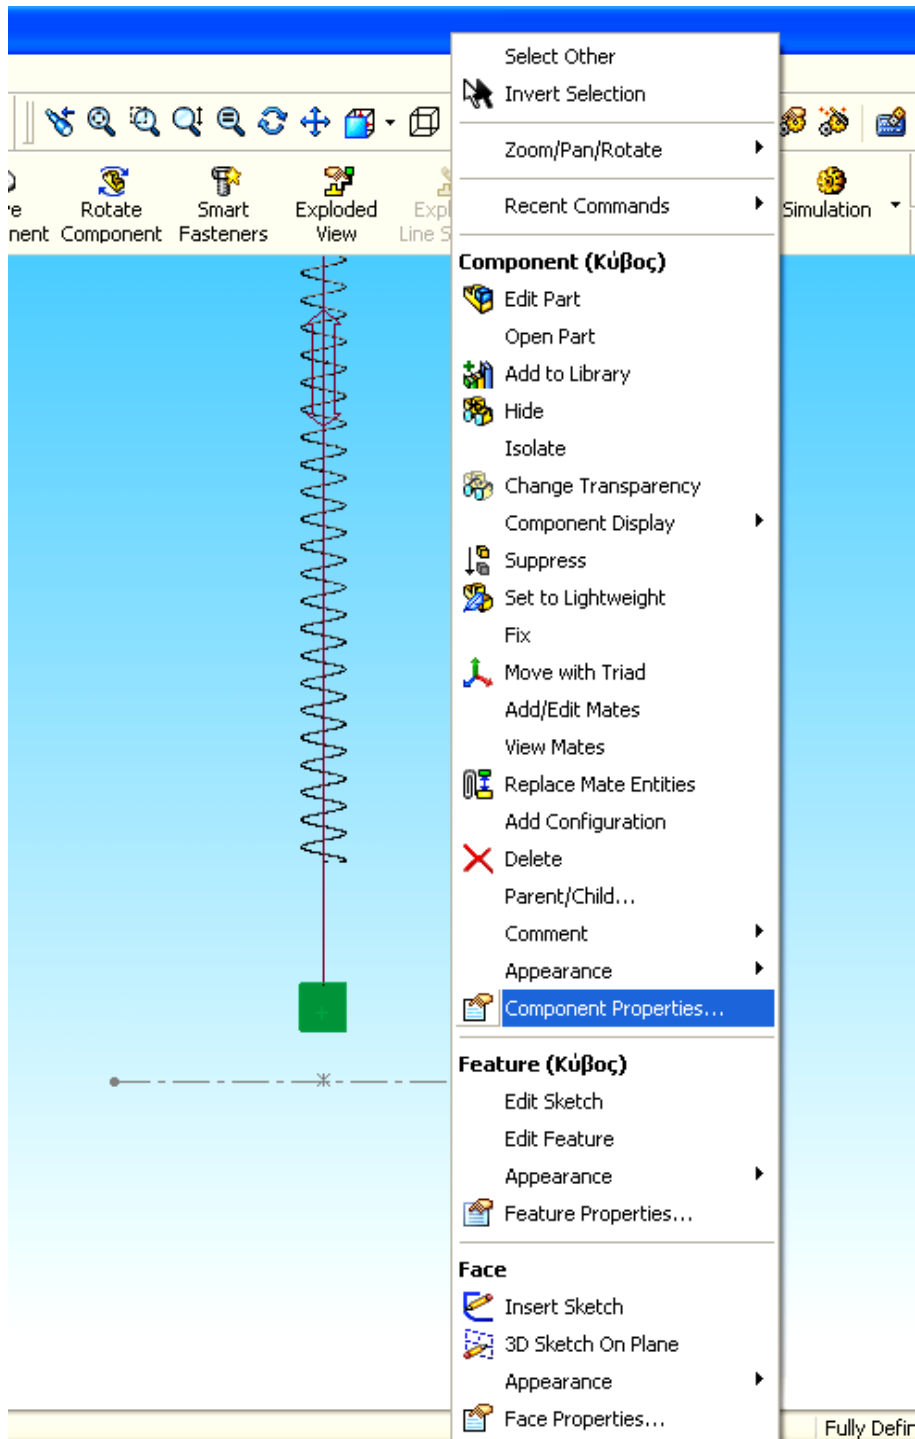 Select Other
Invert Selection
Zoom/Pan/Rotate
Recent Commands
Rotate Component
Smart Fasteners
Exploded View
Simulation
Component (Κύβος)
Edit Part
Open Part
Add to Library
Hide
Isolate
Change Transparency
Component Display
Suppress
Set to Lightweight
Fix
Move with Triad
Add/Edit Mates
View Mates
Replace Mate Entities
Add Configuration
Delete
Parent/Child...
Comment
Appearance
Component Properties...
Feature (Κύβος)
Edit Sketch
Edit Feature
Appearance
Feature Properties...
Face
Insert Sketch
3D Sketch On Plane
Appearance
Face Properties...
Fully Defin